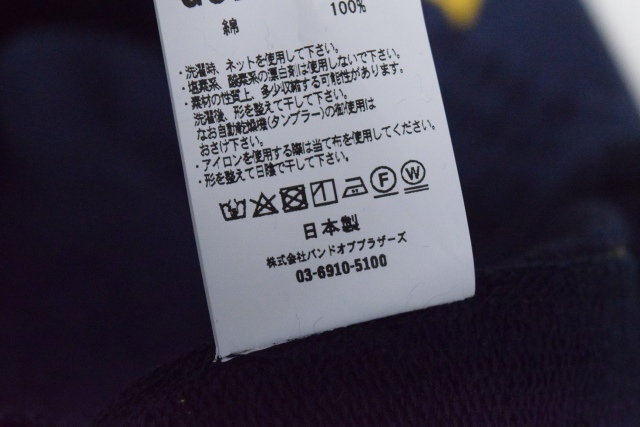 綿 100%
・洗濯時、ネットを使用して下さい。
・塩素系、酸素系の漂白剤は使用しないで下さい。
・素材の性質上、多少収縮する可能性があります。
洗濯後、形を整えて干して下さい。
なお自動乾燥機(タンブラー)の御使用は
おさけ下さい。
・アイロンを使用する際は当て布を使用してください。
・形を整えて日陰で干して下さい。
F W
日本製
株式会社バンドオブブラザーズ
03-6910-5100